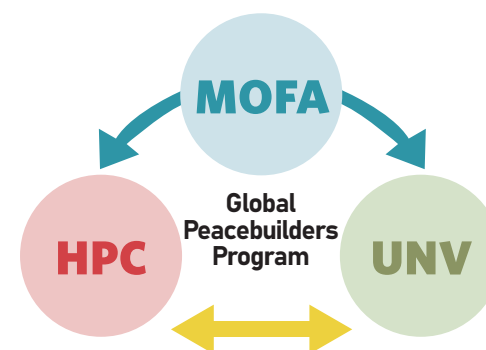 MOFA
Global
Peacebuilders
Program
HPC
UNV